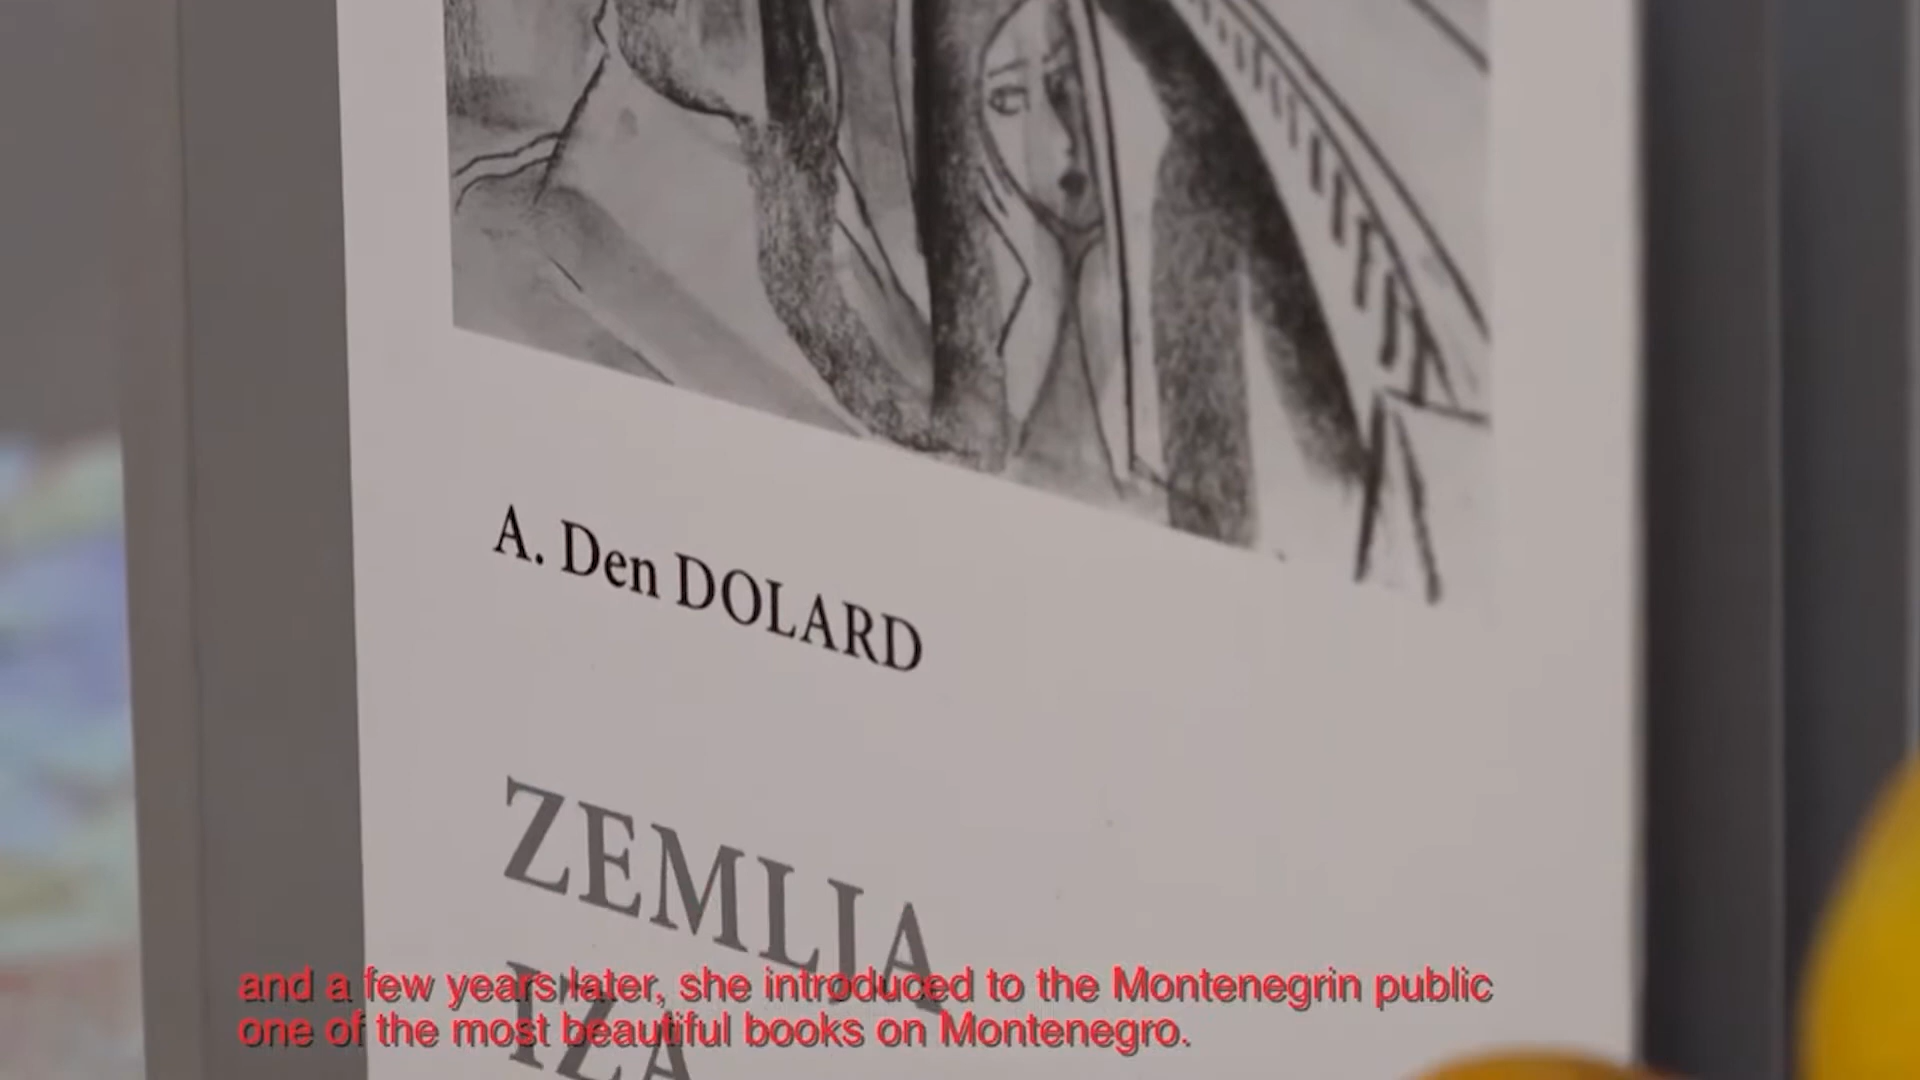 A. Den DOLARD
ZEMLJA
IZA
and a few years later, she introduced to the Montenegrin public
one of the most beautiful books on Montenegro.